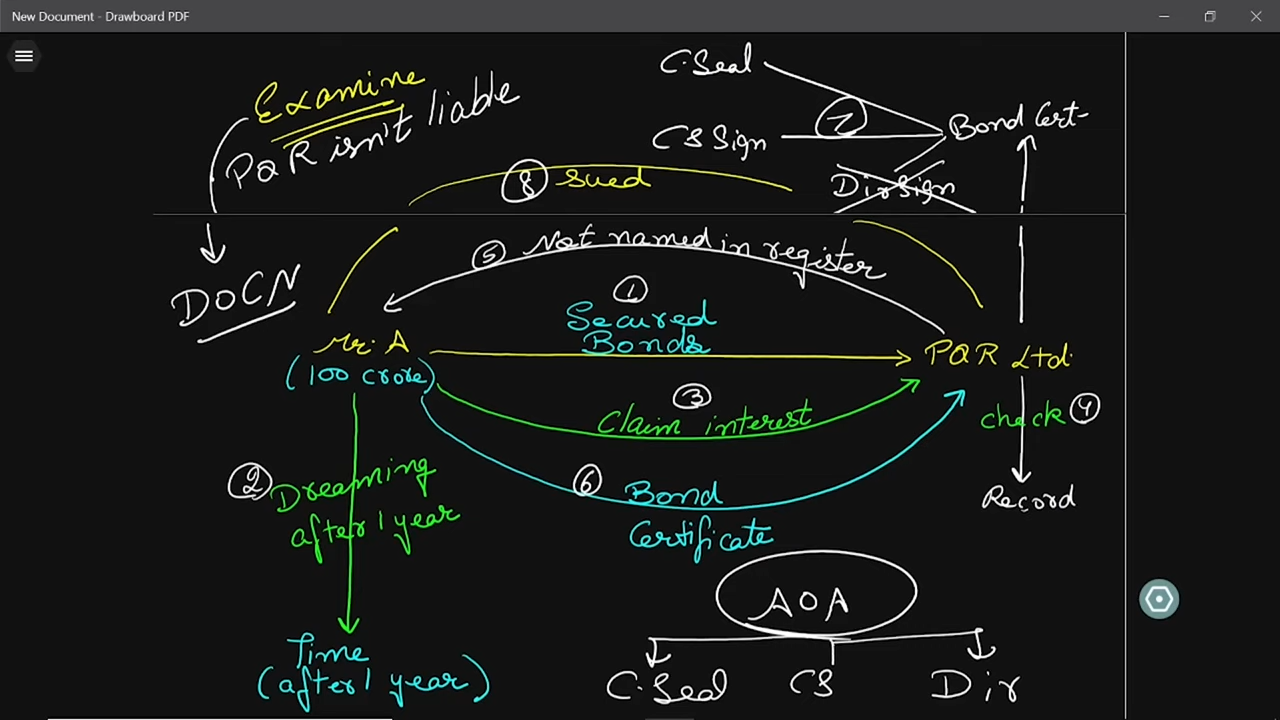 New Document - Drawboard PDF
Examine
PQR isn't liable
DOCN
C.Seal
CS Sign
7
Bond Cert-
Dir Sign
8 Sued
5 Not named in register
1
Secured
Bonds
Mr. A
(100 crore)
PQR Ltd.
3
Claim interest
check 4
Record
2 Dreaming
after 1 year
6 Bond
Certificate
Time
(after 1 year)
AOA
C.Seal CS Dir